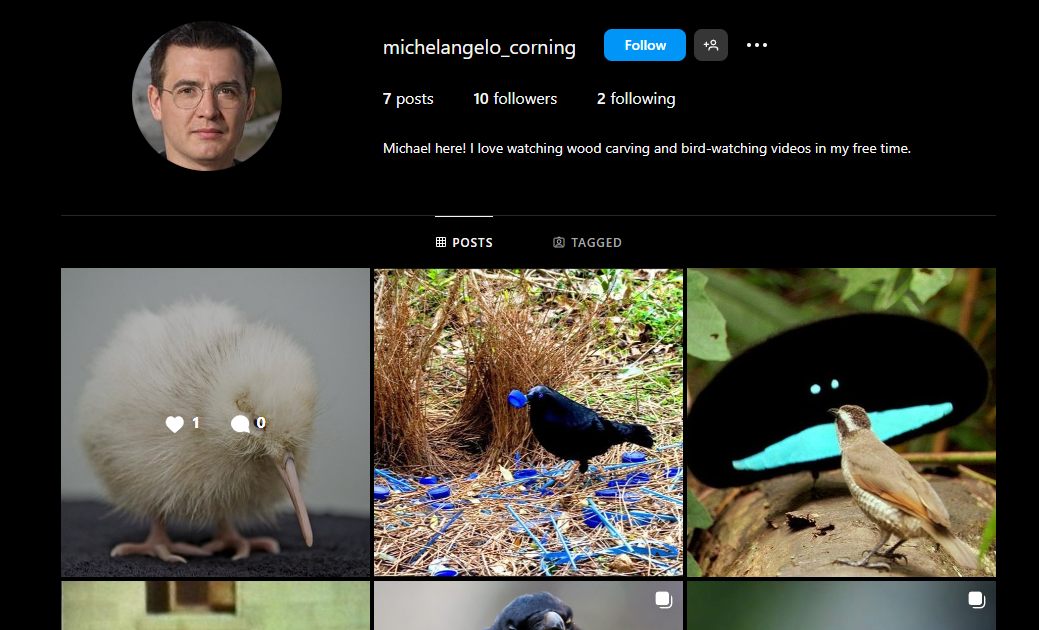 michelangelo_corning
Follow
7 posts
10 followers
2 following
Michael here! I love watching wood carving and bird-watching videos in my free time.
POSTS
TAGGED
1
0